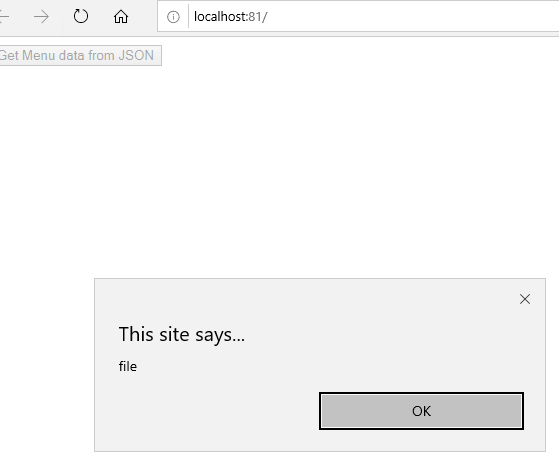 localhost:81/
Get Menu data from JSON
This site says...
file
OK